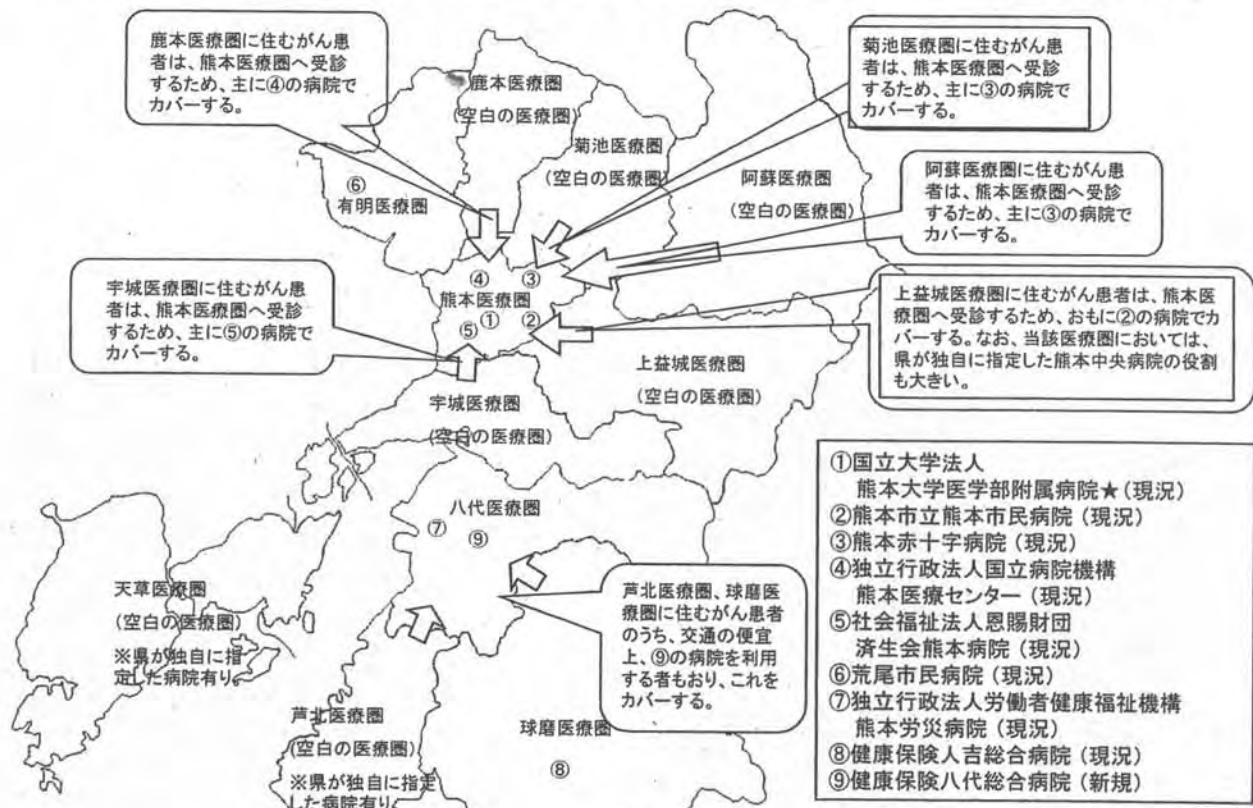 鹿本医療圏に住むがん患
者は、熊本医療圏へ受診
するため、主に④の病院で
カバーする。
菊池医療圏に住むがん患
者は、熊本医療圏へ受診
するため、主に③の病院で
カバーする。
鹿本医療圏
(空白の医療圏)
菊池医療圏
(空白の医療圏)
阿蘇医療圏
(空白の医療圏)
阿蘇医療圏に住むがん患
者は、熊本医療圏へ受診
するため、主に③の病院で
カバーする。
⑥
有明医療圏
宇城医療圏に住むがん患
者は、熊本医療圏へ受診
するため、主に⑤の病院で
カバーする。
④ ③
熊本医療圏
① ②
⑤
上益城医療圏に住むがん患者は、熊本医
療圏へ受診するため、おもに②の病院でカ
バーする。なお、当該医療圏においては、
県が独自に指定した熊本中央病院の役割
も大きい。
上益城医療圏
(空白の医療圏)
宇城医療圏
(空白の医療圏)
八代医療圏
⑦ ⑨
天草医療圏
(空白の医療圏)
※県が独自に指
定した病院有り。
芦北医療圏、球磨医
療圏に住むがん患者
のうち、交通の便宜
上、⑨の病院を利用
する者もおり、これを
カバーする。
芦北医療圏
(空白の医療圏)
※県が独自に指定
した病院有り
球磨医療圏
⑧
①国立大学法人
熊本大学医学部附属病院★(現況)
②熊本市立熊本市民病院(現況)
③熊本赤十字病院(現況)
④独立行政法人国立病院機構
熊本医療センター(現況)
⑤社会福祉法人恩賜財団
済生会熊本病院(現況)
⑥荒尾市民病院(現況)
⑦独立行政法人労働者健康福祉機構
熊本労災病院(現況)
⑧健康保険人吉総合病院(現況)
⑨健康保険八代総合病院(新規)